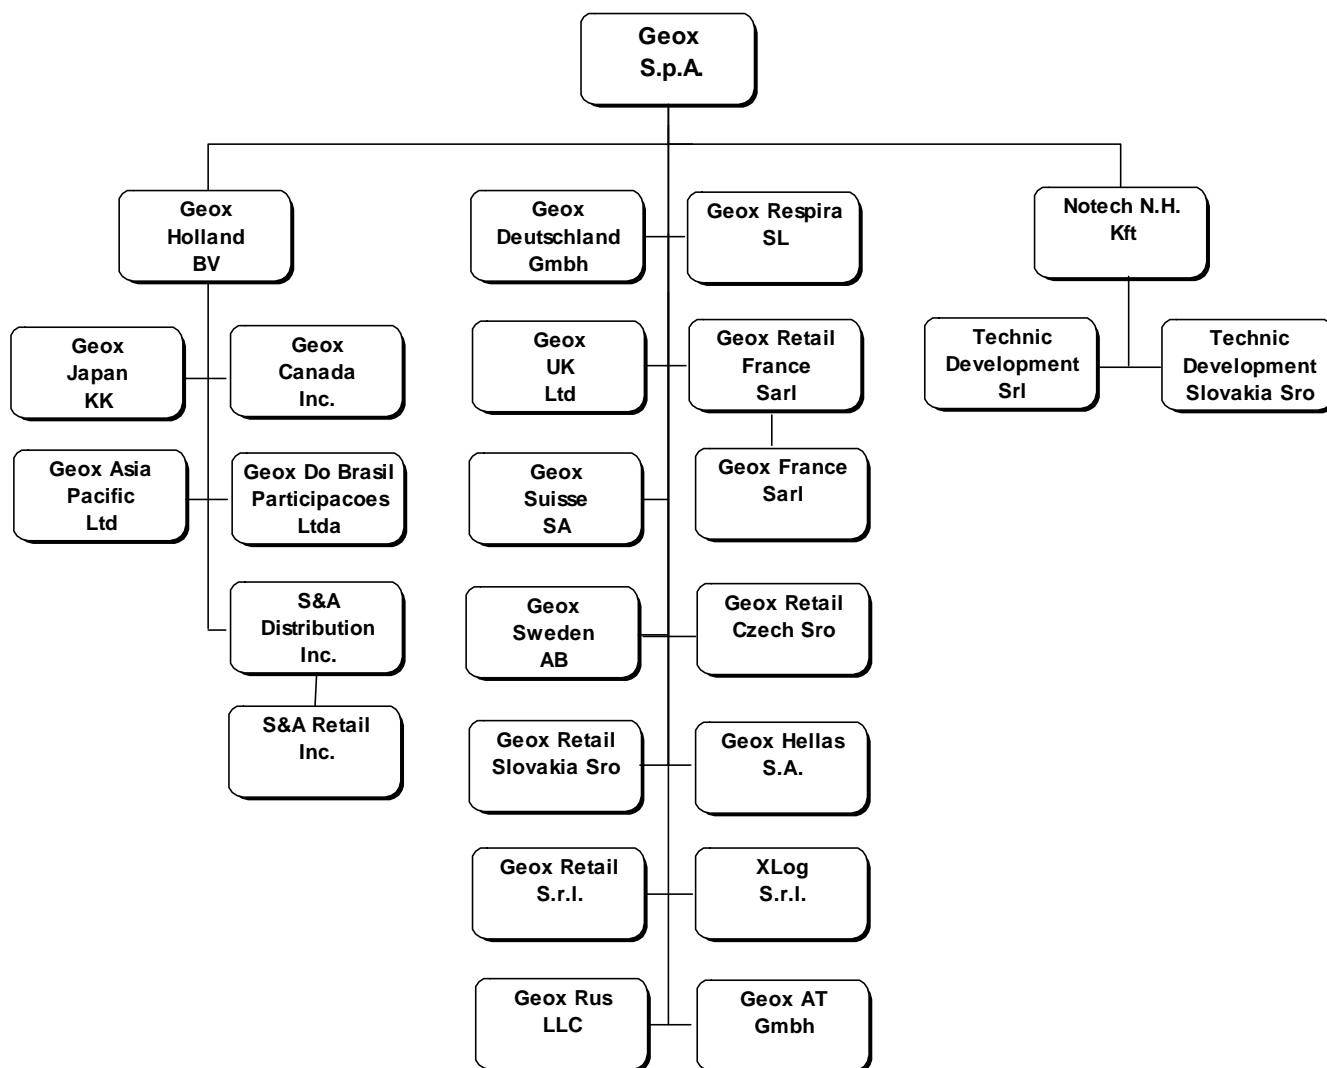 Geox
S.p.A.
Geox
Holland
BV
Geox
Deutschland
Gmbh
Geox Respira
SL
Notech N.H.
Kft
Geox
Japan
KK
Geox
Canada
Inc.
Geox
UK
Ltd
Geox Retail
France
Sarl
Technic
Development
Srl
Technic
Development
Slovakia Sro
Geox Asia
Pacific
Ltd
Geox Do Brasil
Participacoes
Ltda
Geox
Suisse
SA
Geox France
Sarl
S&A
Distribution
Inc.
Geox
Sweden
AB
Geox Retail
Czech Sro
S&A Retail
Inc.
Geox Retail
Slovakia Sro
Geox Hellas
S.A.
Geox Retail
S.r.l.
XLog
S.r.l.
Geox Rus
LLC
Geox AT
Gmbh